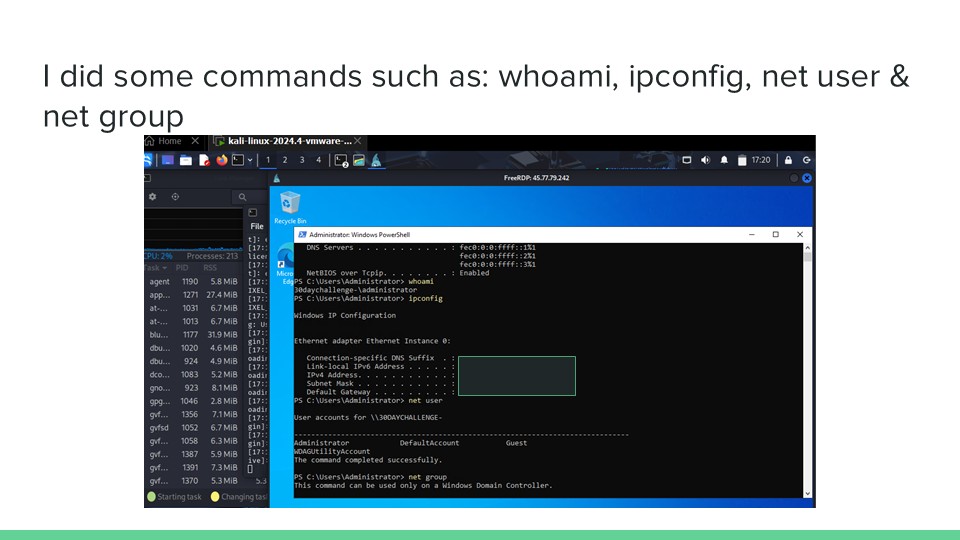 I did some commands such as: whoami, ipconfig, net user &
net group
Home
kali-linux-2024.4-vmware-...
1 2 3 4
2
17:20
FreeRDP: 45.77.79.242
Recycle Bin
File
Administrator: Windows PowerShell
DNS Servers . . . . . . . . . . . : fec0:0:0:ffff::1%1
fec0:0:0:ffff::2%1
fec0:0:0:ffff::3%1
NetBIOS over Tcpip. . . . . . . . : Enabled
PS C:\Users\Administrator> whoami
30daychallenge-\administrator
PS C:\Users\Administrator> ipconfig
Windows IP Configuration
Ethernet adapter Ethernet Instance 0:
Connection-specific DNS Suffix . :
Link-local IPv6 Address . . . . . :
IPv4 Address. . . . . . . . . . . :
Subnet Mask . . . . . . . . . . . :
Default Gateway . . . . . . . . . :
PS C:\Users\Administrator> net user
User accounts for \\30DAYCHALLENGE-
-------------------------------------------------------------------------------
Administrator DefaultAccount Guest
WDAGUtilityAccount
The command completed successfully.
PS C:\Users\Administrator> net group
This command can be used only on a Windows Domain Controller.
CPU: 2% Processes: 213
Task PID RSS
agent 1190 5.8 MiB
app... 1271 27.4 MiB
at-... 1031 6.7 MiB
at-... 1013 6.7 MiB
blu... 1177 31.9 MiB
dbu... 1020 4.6 MiB
dbu... 924 4.9 MiB
dco... 1083 5.2 MiB
gno... 923 8.1 MiB
gpg... 1046 2.8 MiB
gvf... 1356 7.1 MiB
gvfsd 1052 6.7 MiB
gvf... 1058 6.3 MiB
gvf... 1387 5.9 MiB
gvf... 1391 7.3 MiB
gvf... 1370 5.3 MiB
Starting task Changing task